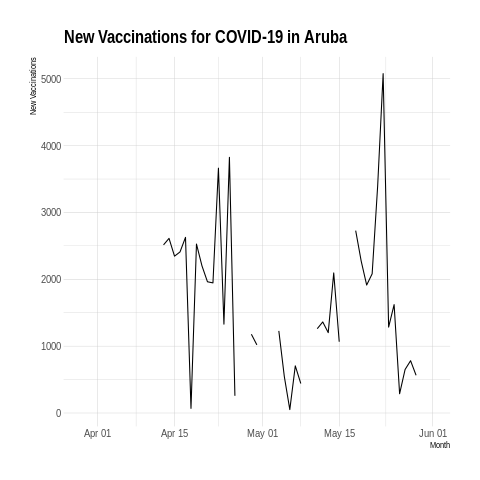 New Vaccinations for COVID-19 in Aruba
New Vaccinations
5000
4000
3000
2000
1000
0
Apr 01
Apr 15
May 01
May 15
Jun 01
Month